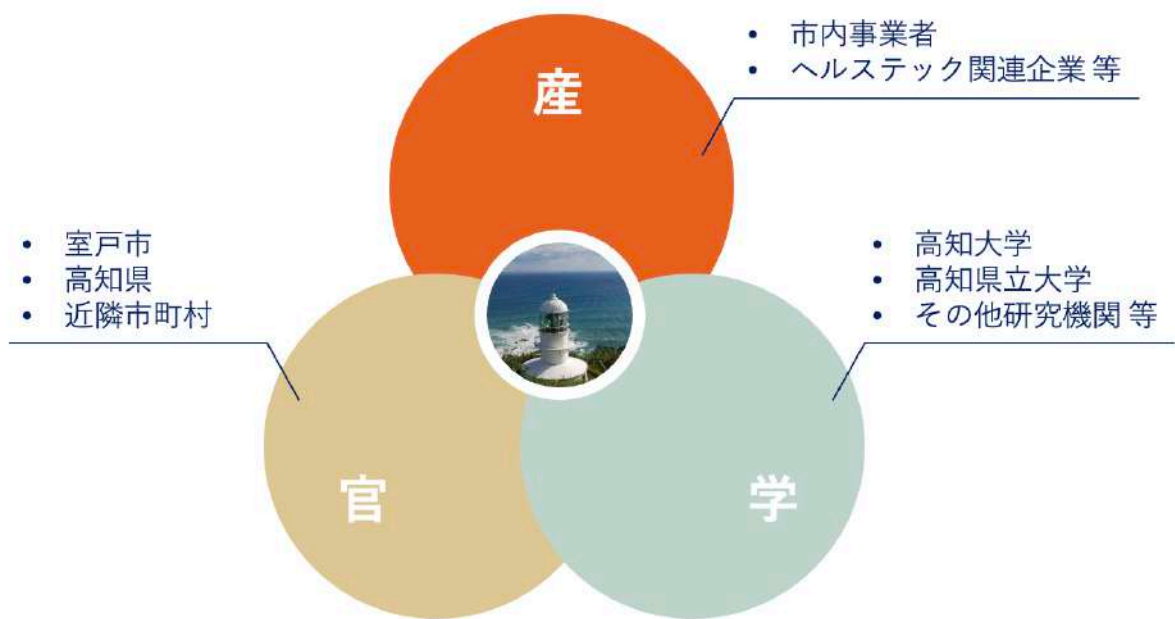 • 市内事業者
• ヘルステック関連企業 等
産
• 室戸市
• 高知県
• 近隣市町村
• 高知大学
• 高知県立大学
• その他研究機関 等
官
学